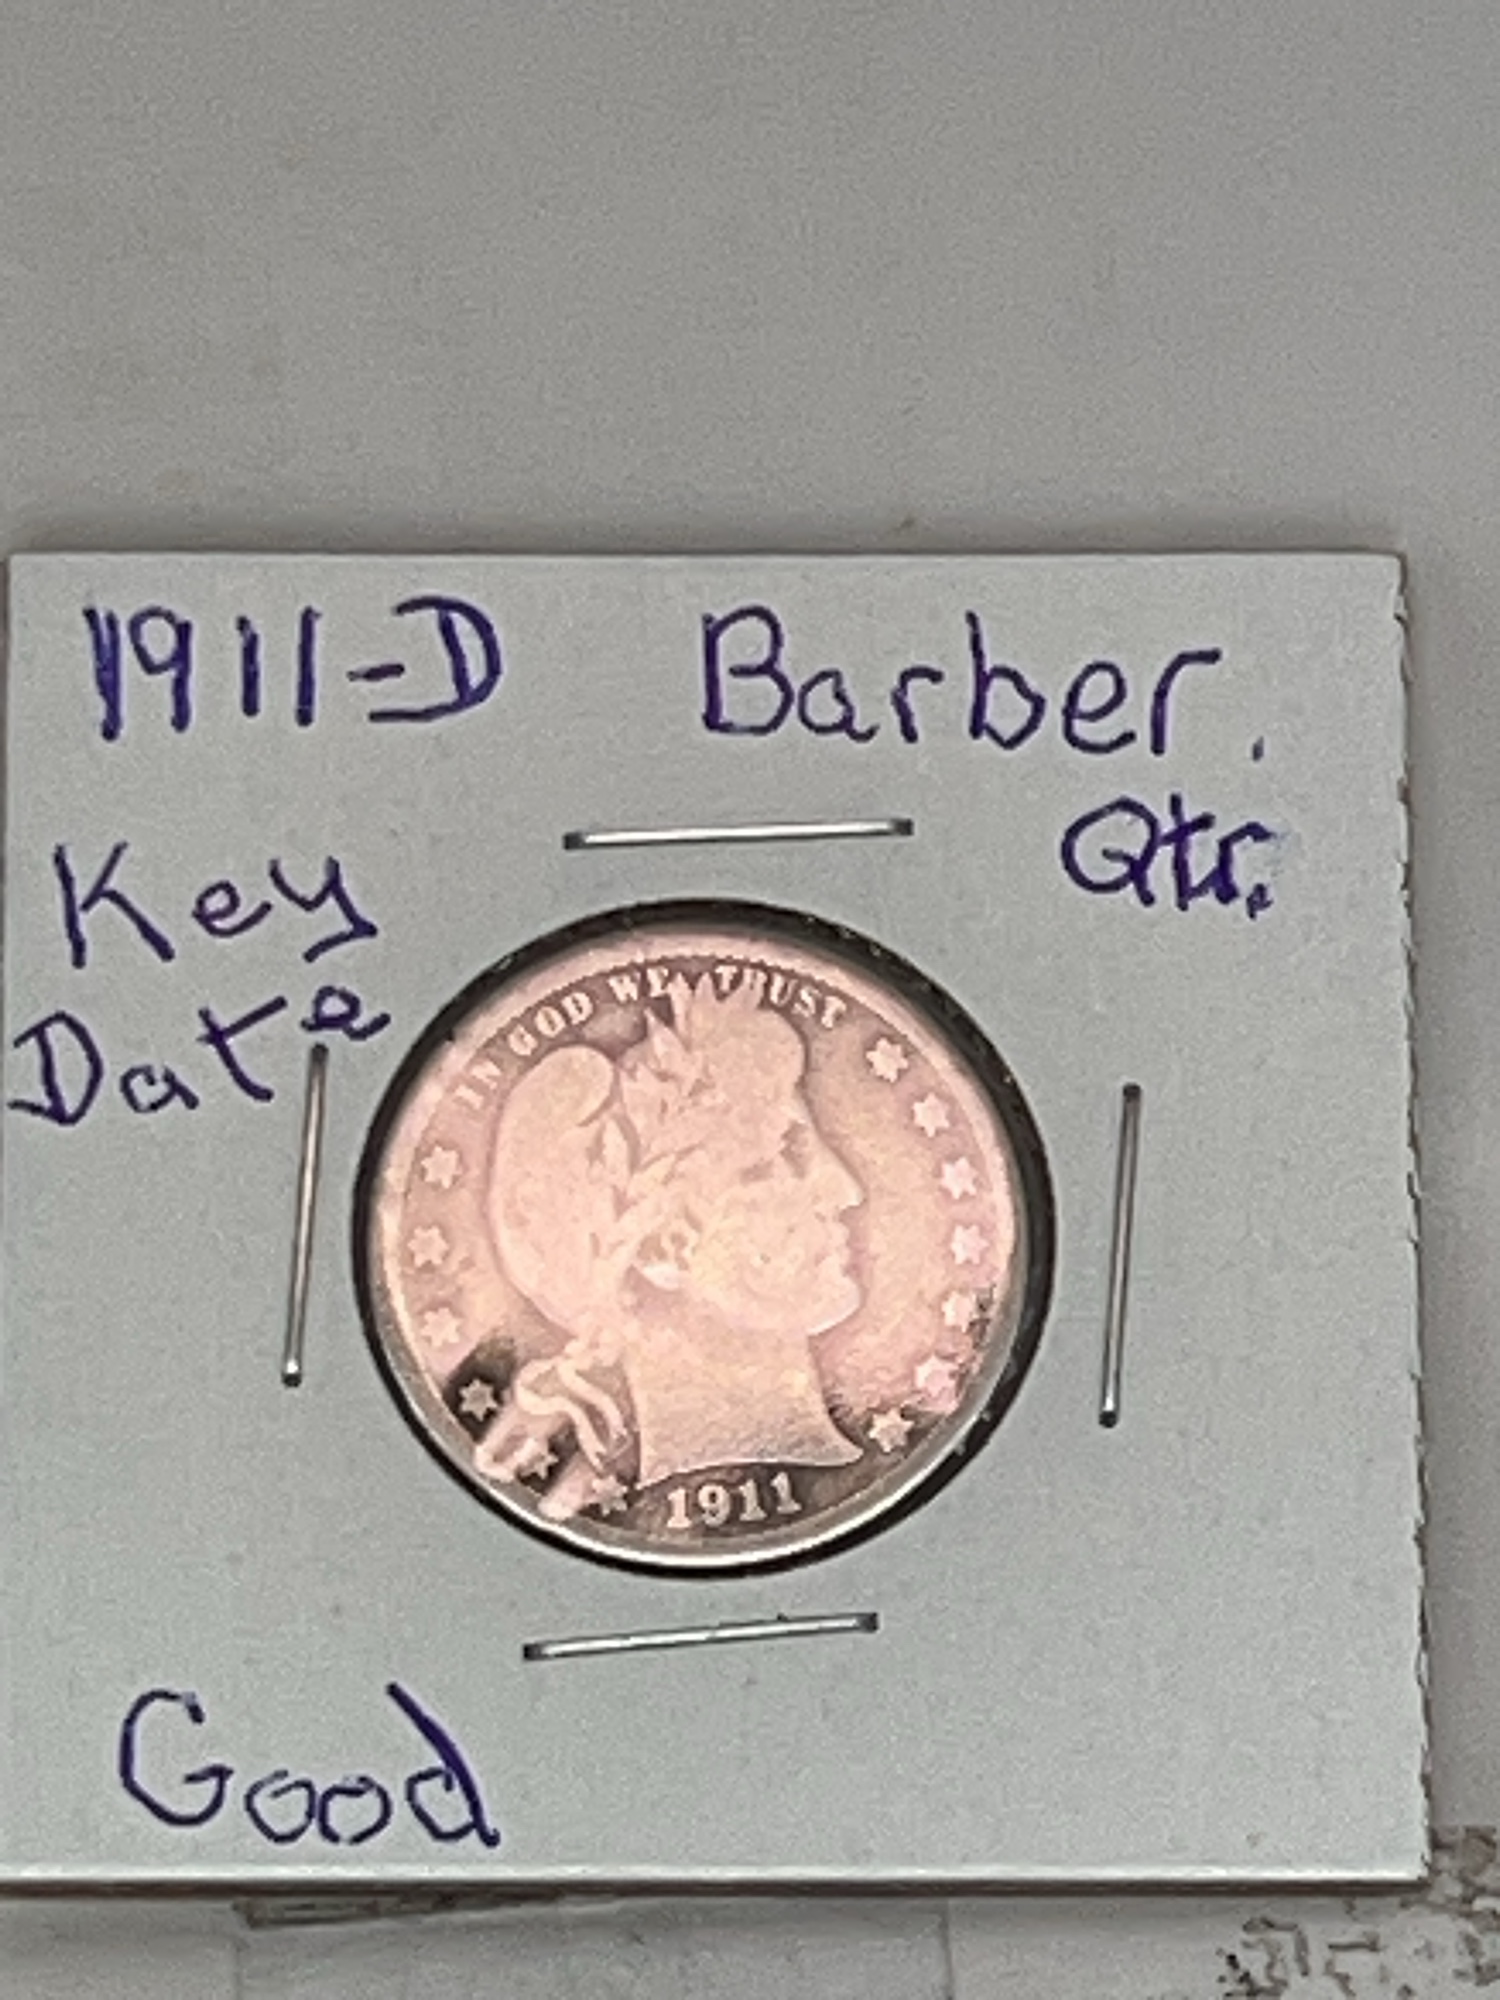 1911-D Barber.
Qtr.
Key
Date
IN GOD WE TRUST
1911
Good